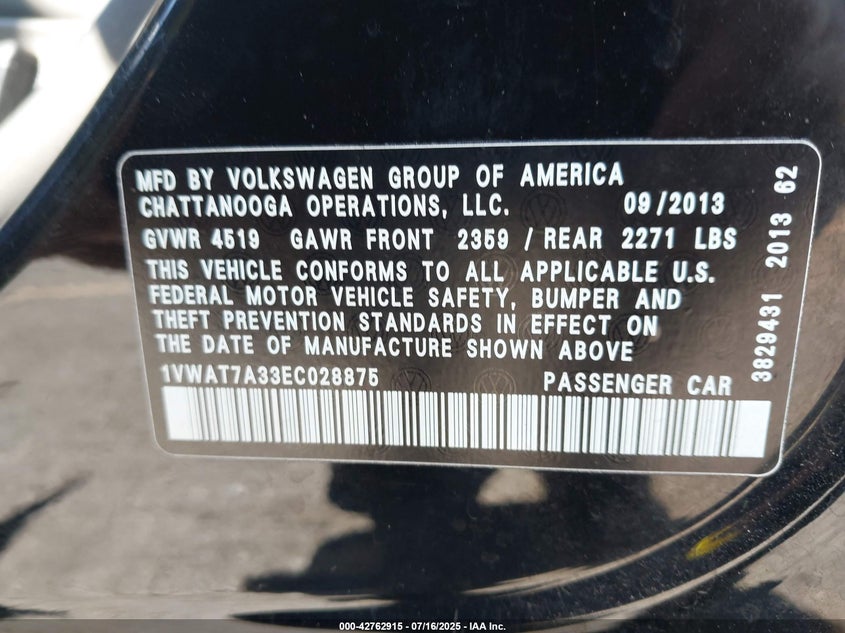 MFD BY VOLKSWAGEN GROUP OF AMERICA
CHATTANOOGA OPERATIONS, LLC. 09/2013
GVWR 4519 GAWR FRONT 2359 / REAR 2271 LBS
THIS VEHICLE CONFORMS TO ALL APPLICABLE U.S.
FEDERAL MOTOR VEHICLE SAFETY, BUMPER AND
THEFT PREVENTION STANDARDS IN EFFECT ON
THE DATE OF MANUFACTURE SHOWN ABOVE
1VWAT7A33EC028875 PASSENGER CAR
3829431 2013 62
000-42762915 - 07/16/2025 - IAA Inc.